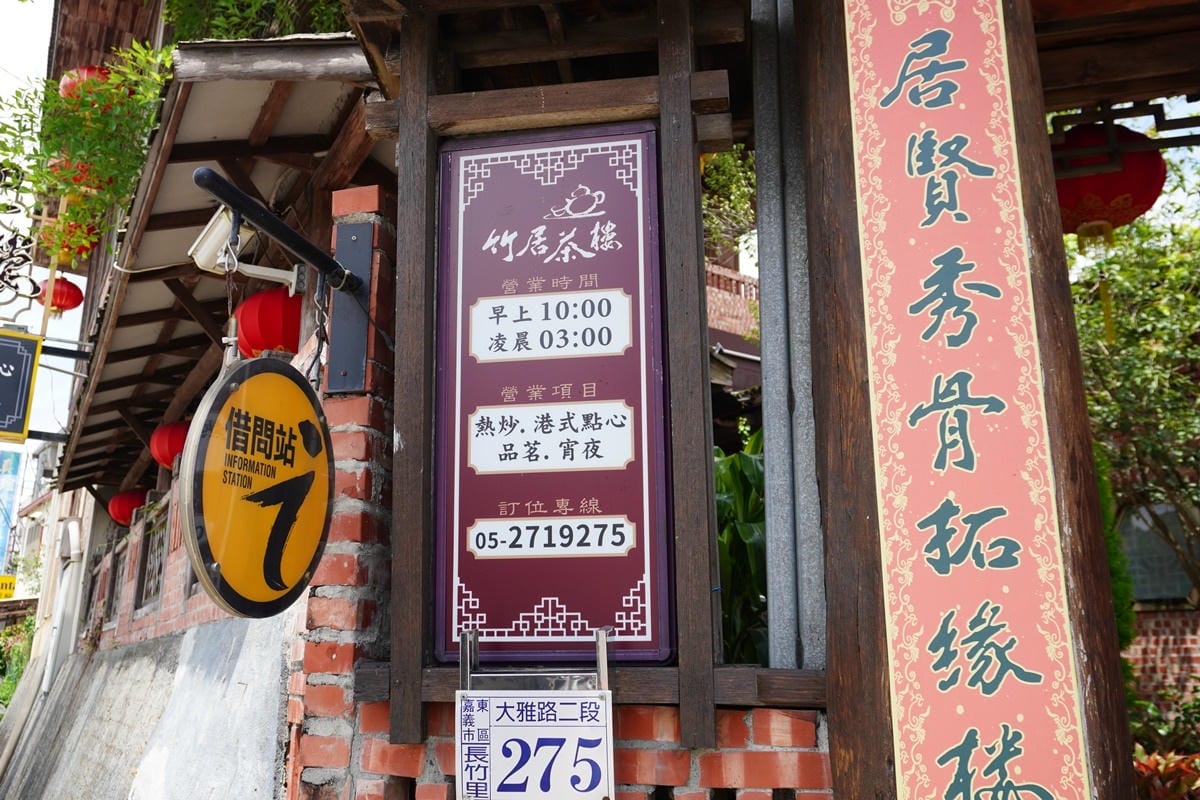 竹居茶樓
營業時間
早上 10:00
凌晨 03:00
營業項目
熱炒.港式點心
品茗.宵夜
訂位專線
05-2719275
借問站
INFORMATION
STATION
嘉義市
東區
長竹里
大雅路二段
275
居賢秀骨拓緣樓
心